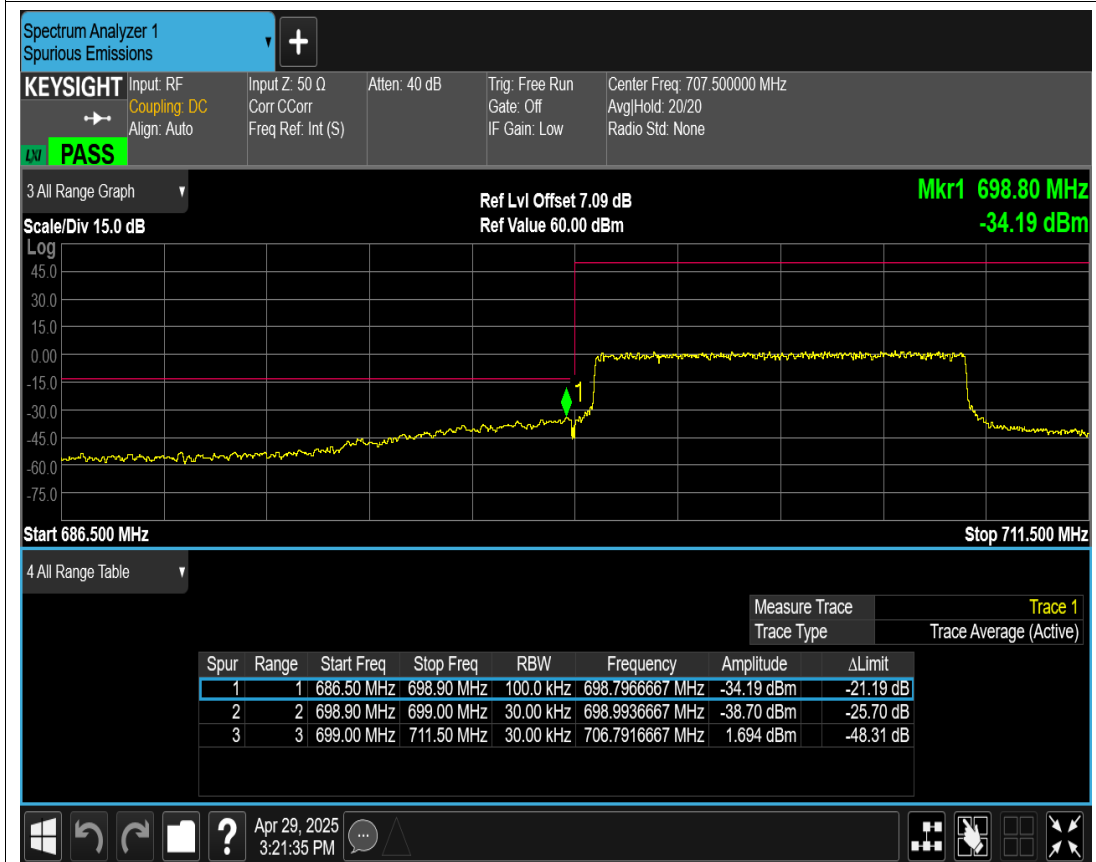 Spectrum Analyzer 1
Spurious Emissions
▼
+
KEYSIGHT
Input: RF
Coupling: DC
Align: Auto
Input Z: 50 Ω
Corr CCorr
Freq Ref: Int (S)
Atten: 40 dB
Trig: Free Run
Gate: Off
IF Gain: Low
Center Freq: 707.500000 MHz
Avg|Hold: 20/20
Radio Std: None
LXI PASS
3 All Range Graph ▼
Scale/Div 15.0 dB
Ref Lvl Offset 7.09 dB
Ref Value 60.00 dBm
Mkr1 698.80 MHz
-34.19 dBm
Log
45.0
30.0
15.0
0.00
-15.0
-30.0
-45.0
-60.0
-75.0
1
Start 686.500 MHz
Stop 711.500 MHz
4 All Range Table ▼
Measure Trace Trace 1
Trace Type Trace Average (Active)
Spur Range Start Freq Stop Freq RBW Frequency Amplitude ΔLimit
1 1 686.50 MHz 698.90 MHz 100.0 kHz 698.7966667 MHz -34.19 dBm -21.19 dB
2 2 698.90 MHz 699.00 MHz 30.00 kHz 698.9936667 MHz -38.70 dBm -25.70 dB
3 3 699.00 MHz 711.50 MHz 30.00 kHz 706.7916667 MHz 1.694 dBm -48.31 dB
?
Apr 29, 2025
3:21:35 PM